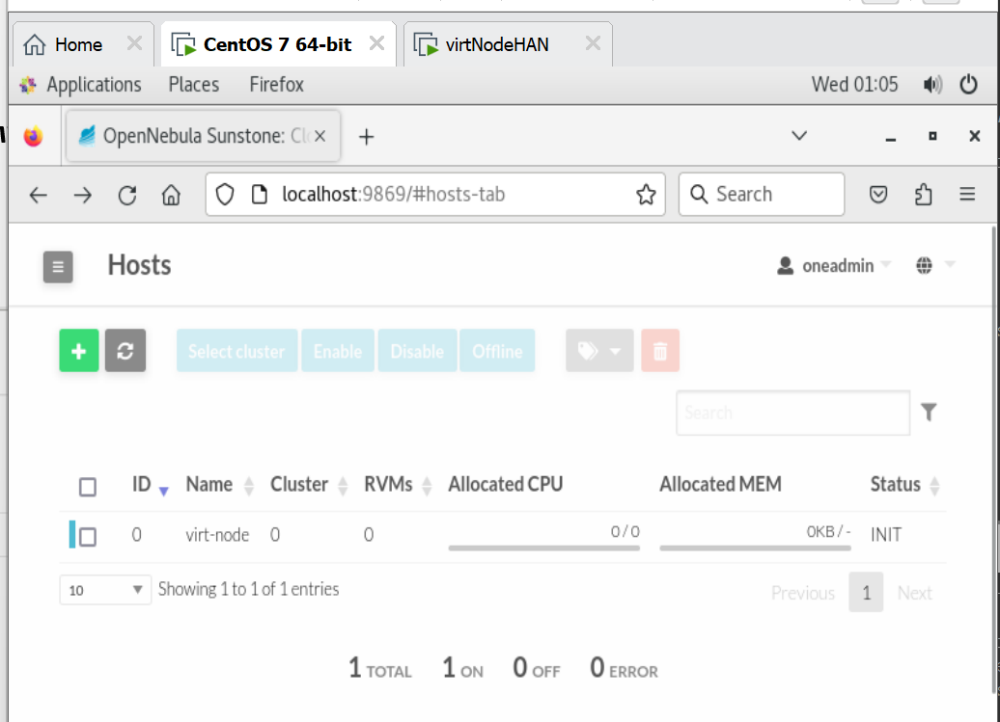 Home CentOS 7 64-bit virtNodeHAN
Applications Places Firefox Wed 01:05
OpenNebula Sunstone: Cl
localhost:9869/#hosts-tab Search
Hosts oneadmin
Select cluster Enable Disable Offline
Search
ID Name Cluster RVMs Allocated CPU Allocated MEM Status
0 virt-node 0 0 0 / 0 0KB / - INIT
10 Showing 1 to 1 of 1 entries Previous 1 Next
1 TOTAL 1 ON 0 OFF 0 ERROR